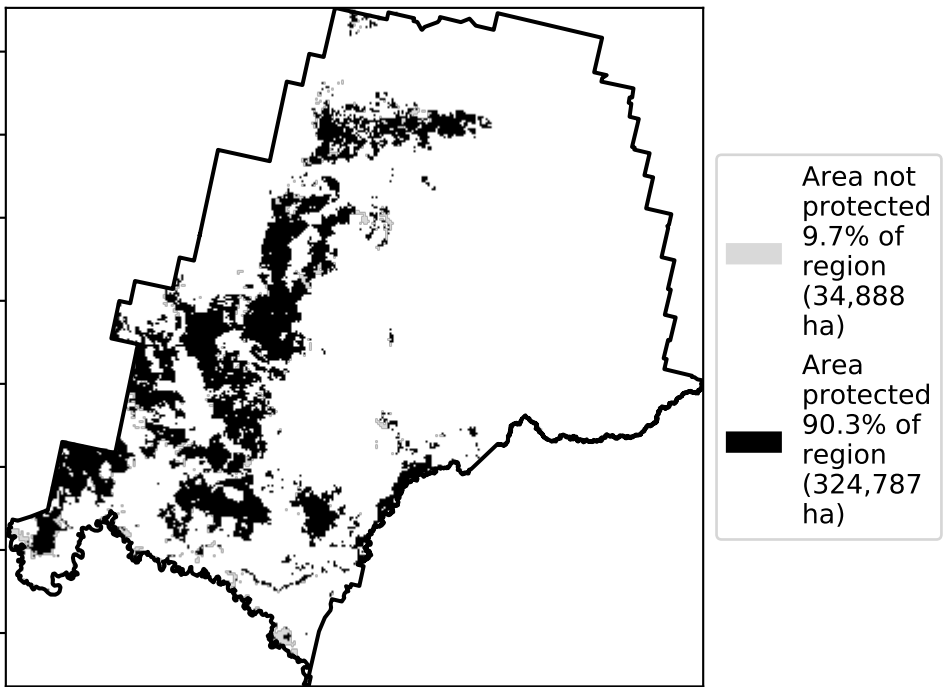 Area not
protected
9.7% of
region
(34,888
ha)
Area
protected
90.3% of
region
(324,787
ha)